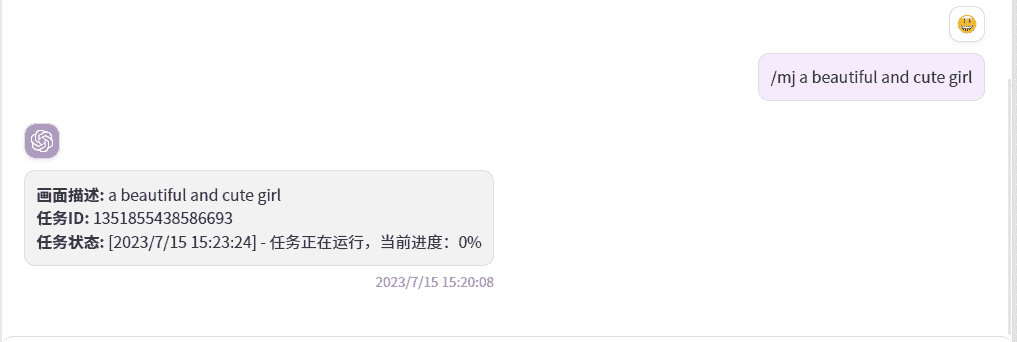 /mj a beautiful and cute girl
画面描述: a beautiful and cute girl
任务ID: 1351855438586693
任务状态: [2023/7/15 15:23:24] - 任务正在运行，当前进度：0%
2023/7/15 15:20:08